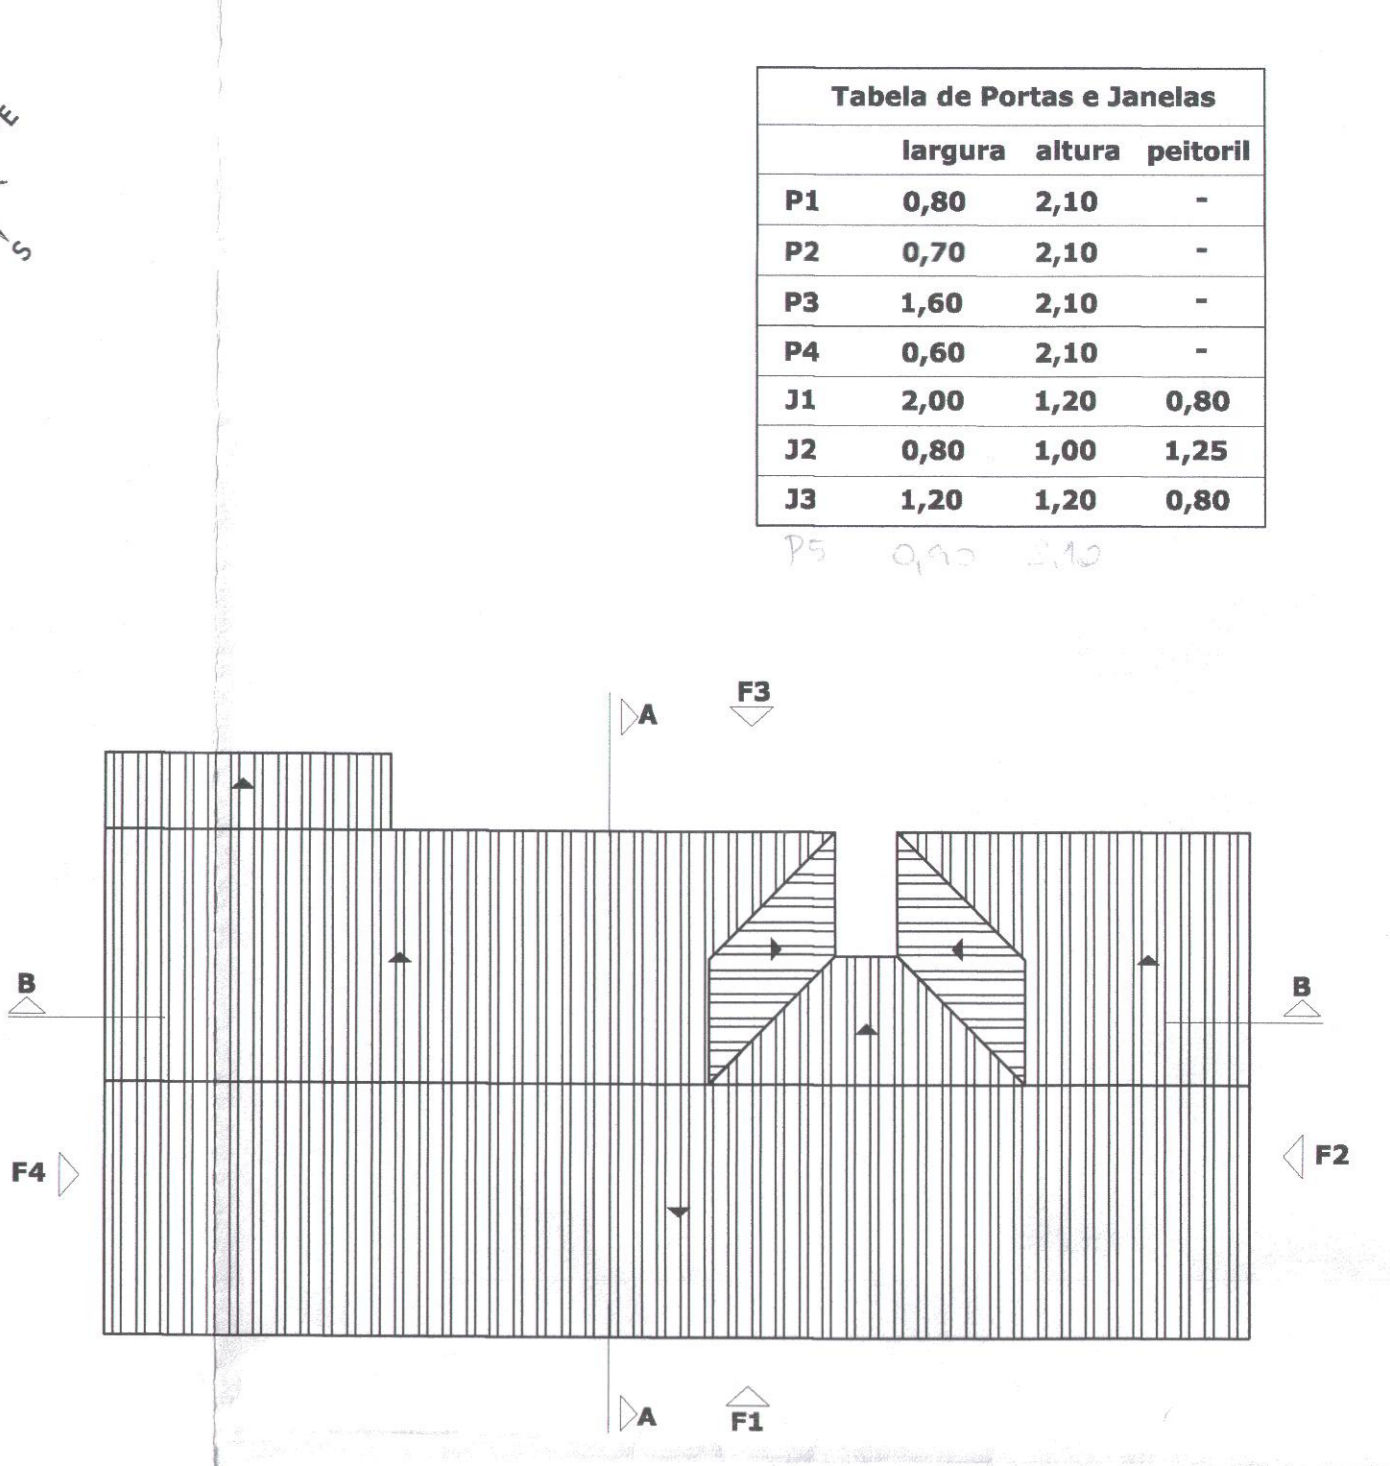 E
S
Tabela de Portas e Janelas
largura altura peitoril
P1 0,80 2,10 -
P2 0,70 2,10 -
P3 1,60 2,10 -
P4 0,60 2,10 -
J1 2,00 1,20 0,80
J2 0,80 1,00 1,25
J3 1,20 1,20 0,80
P5
A F3
B B
F4 F2
A F1